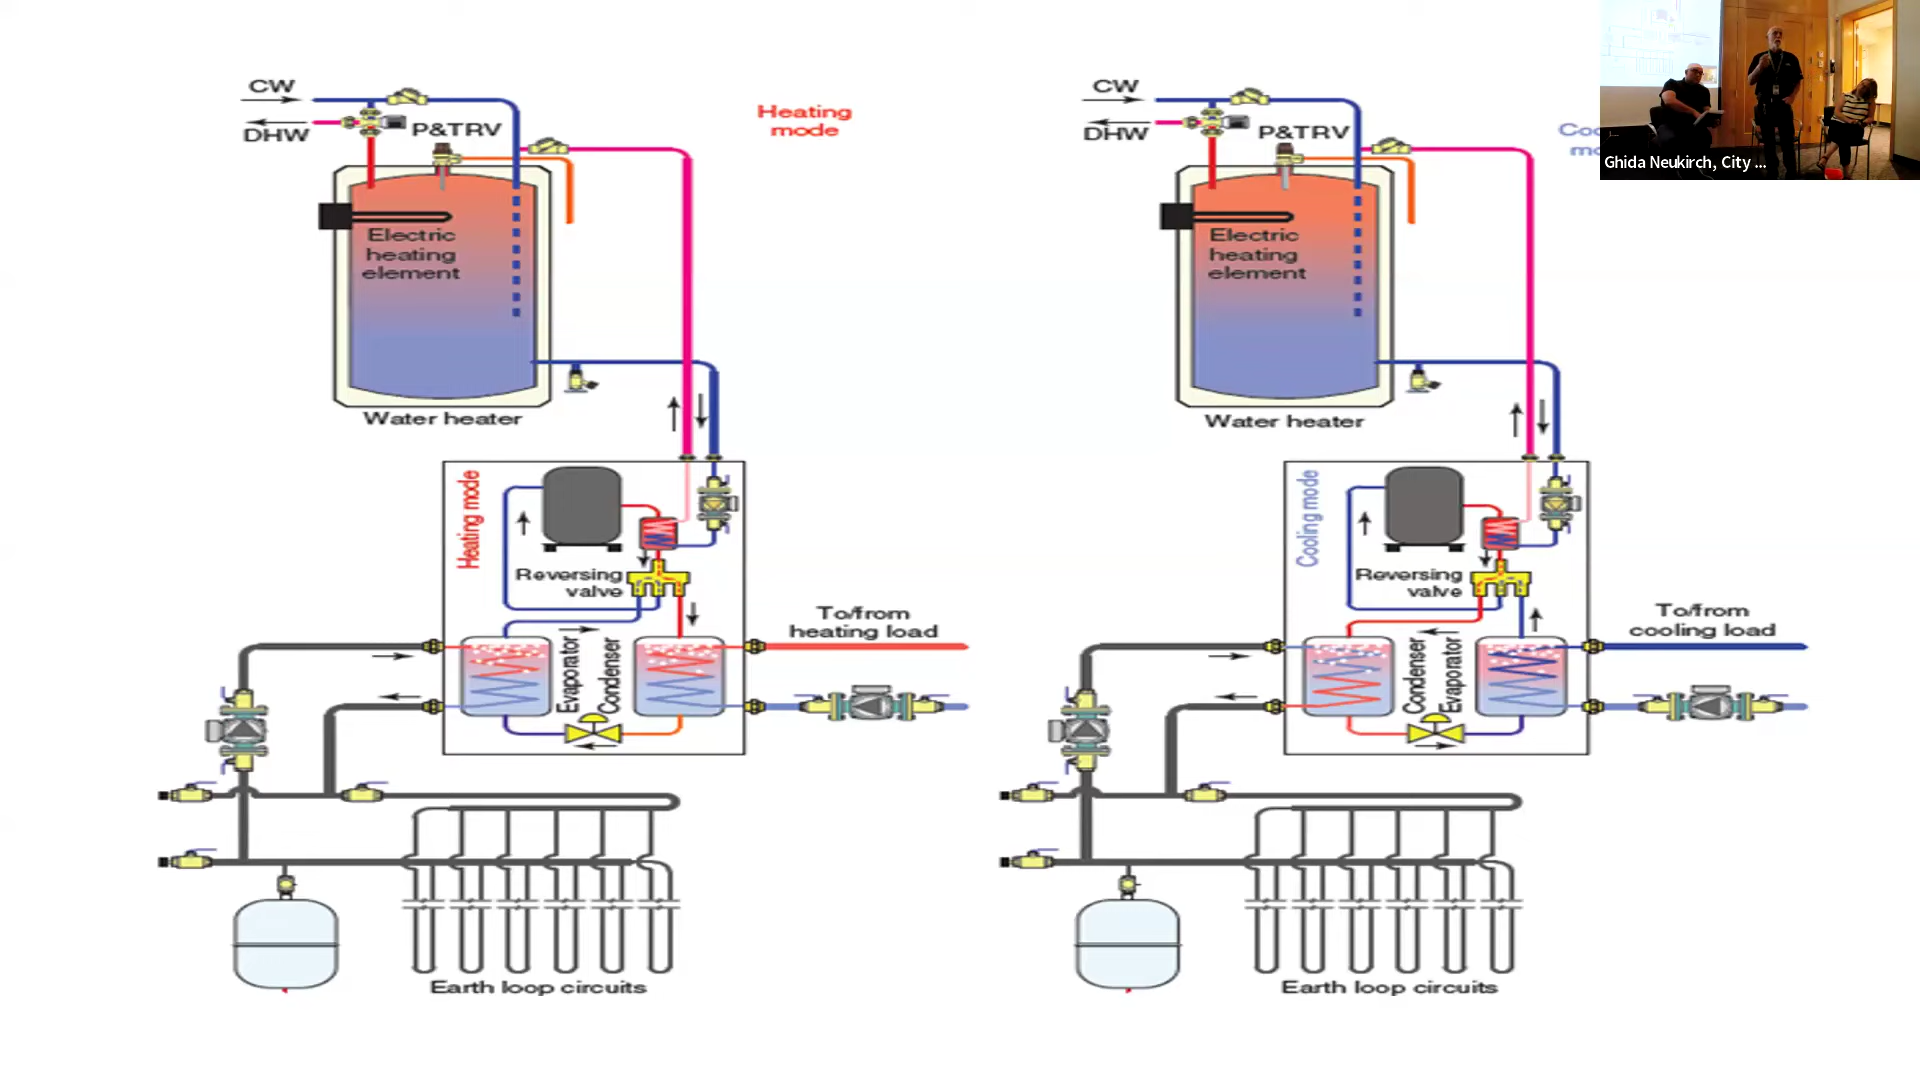 CW
DHW
P&TRV
Heating
mode
Electric
heating
element
Water heater
Heating mode
Reversing
valve
Evaporator
Condenser
To/from
heating load
Earth loop circuits
CW
DHW
P&TRV
Electric
heating
element
Water heater
Cooling mode
Reversing
valve
Condenser
Evaporator
To/from
cooling load
Earth loop circuits
Ghida Neukirch, City ...